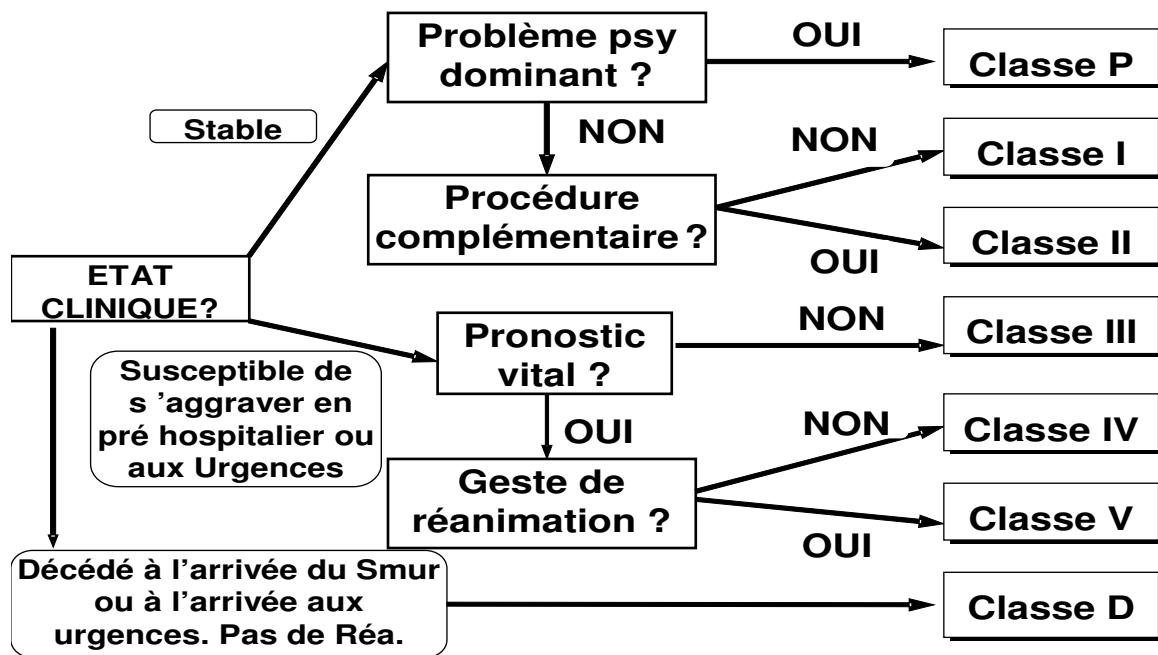 Problème psy
dominant ?
OUI
Classe P
Stable
NON
NON
Classe I
Procédure
complémentaire ?
OUI
Classe II
ETAT
CLINIQUE?
Pronostic
vital ?
NON
Classe III
Susceptible de
s ’aggraver en
pré hospitalier ou
aux Urgences
OUI
NON
Classe IV
Geste de
réanimation ?
OUI
Classe V
Décédé à l’arrivée du Smur
ou à l’arrivée aux
urgences. Pas de Réa.
Classe D